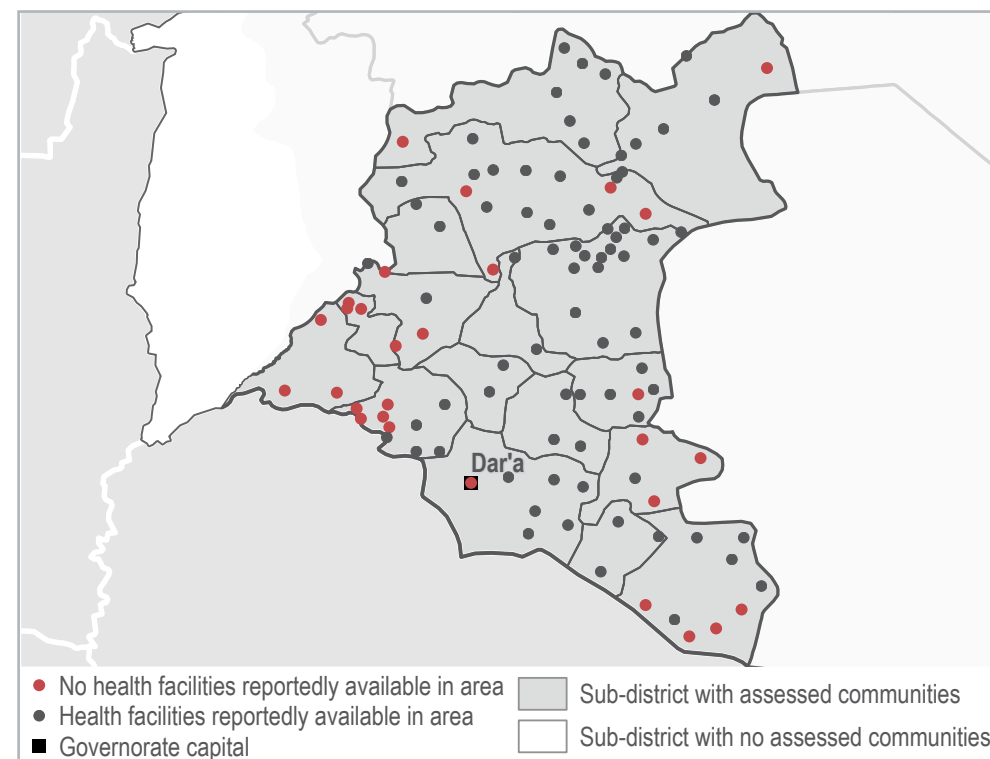 Dar'a
No health facilities reportedly available in area
Health facilities reportedly available in area
Governorate capital
Sub-district with assessed communities
Sub-district with no assessed communities